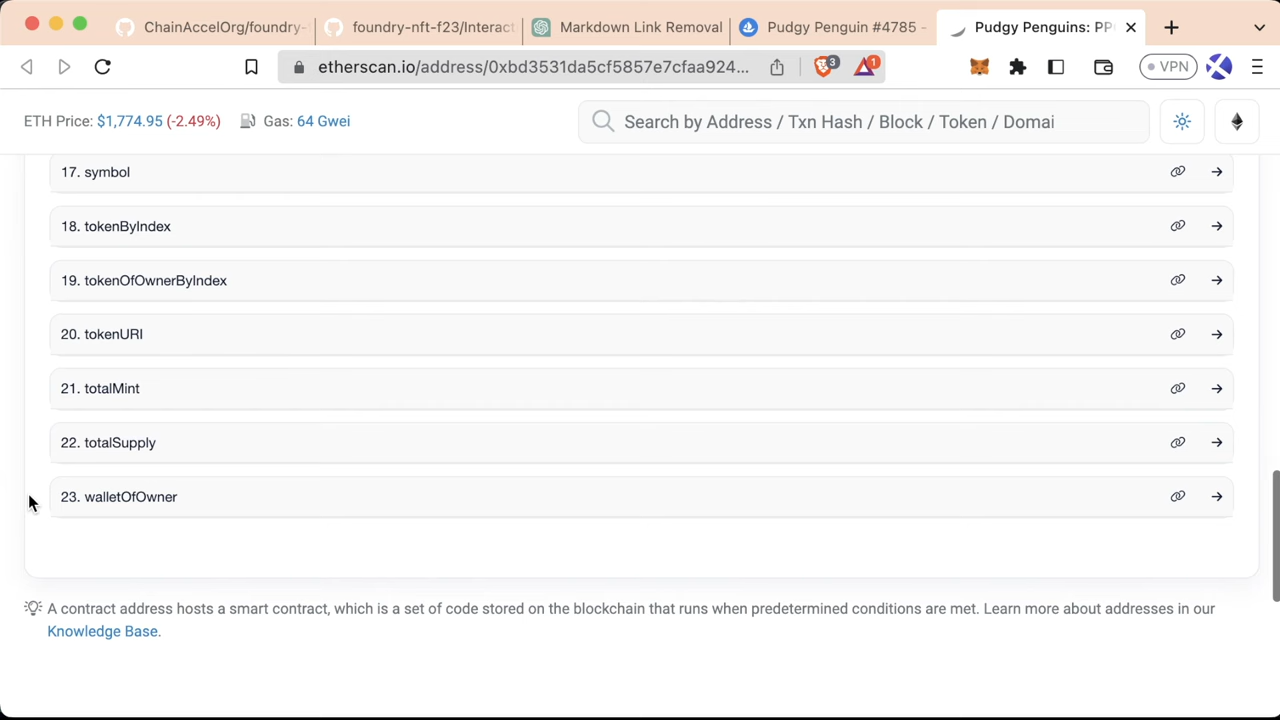 ChainAccelOrg/foundry-
foundry-nft-f23/Interact
Markdown Link Removal
Pudgy Penguin #4785 -
Pudgy Penguins: PP
etherscan.io/address/0xbd3531da5cf5857e7cfaa924...
3
1
VPN
ETH Price: $1,774.95 (-2.49%)
Gas: 64 Gwei
Search by Address / Txn Hash / Block / Token / Domai
17. symbol
18. tokenByIndex
19. tokenOfOwnerByIndex
20. tokenURI
21. totalMint
22. totalSupply
23. walletOfOwner
A contract address hosts a smart contract, which is a set of code stored on the blockchain that runs when predetermined conditions are met. Learn more about addresses in our
Knowledge Base.